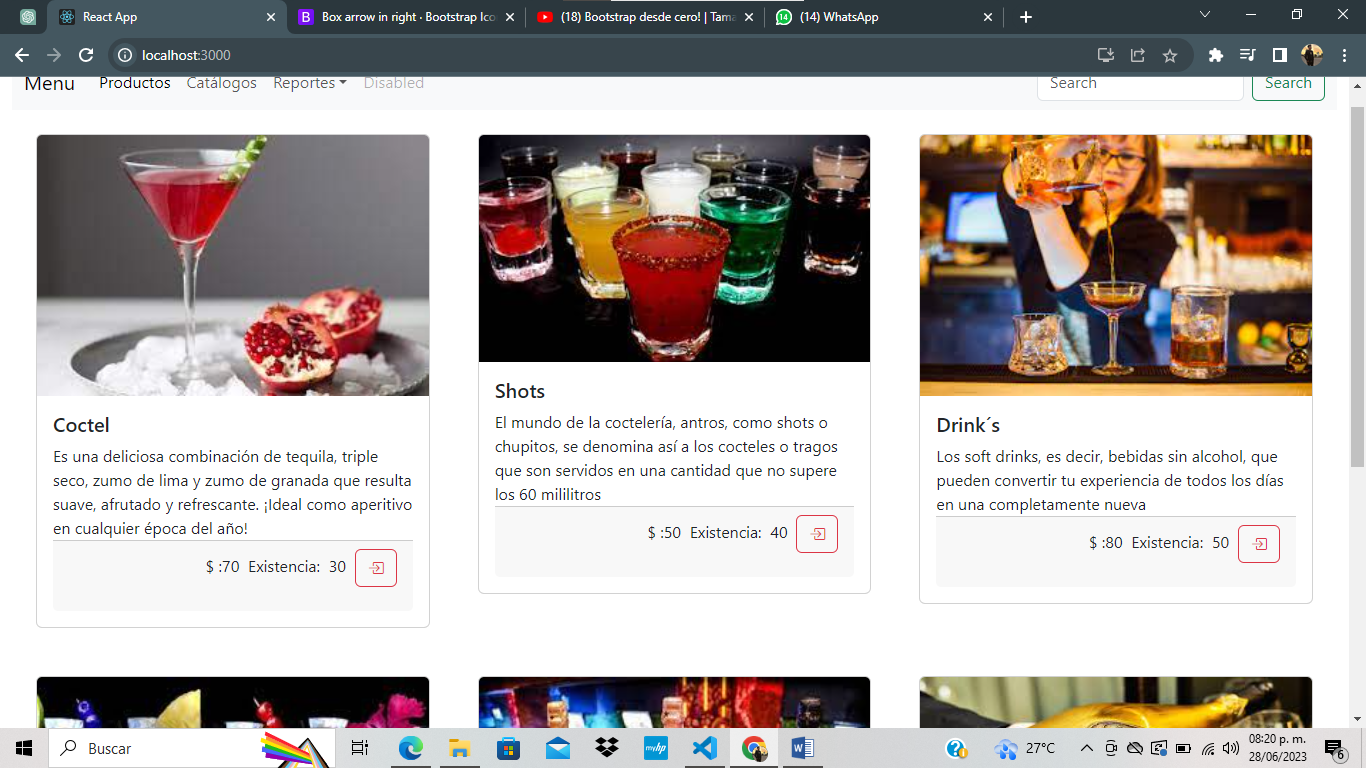 React App
Box arrow in right · Bootstrap Ico
(18) Bootstrap desde cero! | Tama
(14) WhatsApp
localhost:3000
Menu Productos Catálogos Reportes Disabled Search Search
Coctel
Es una deliciosa combinación de tequila, triple
seco, zumo de lima y zumo de granada que resulta
suave, afrutado y refrescante. ¡Ideal como aperitivo
en cualquier época del año!
$ :70 Existencia: 30
Shots
El mundo de la coctelería, antros, como shots o
chupitos, se denomina así a los cocteles o tragos
que son servidos en una cantidad que no supere
los 60 mililitros
$ :50 Existencia: 40
Drink´s
Los soft drinks, es decir, bebidas sin alcohol, que
pueden convertir tu experiencia de todos los días
en una completamente nueva
$ :80 Existencia: 50
Buscar
myhp
27°C
08:20 p. m.
28/06/2023
6